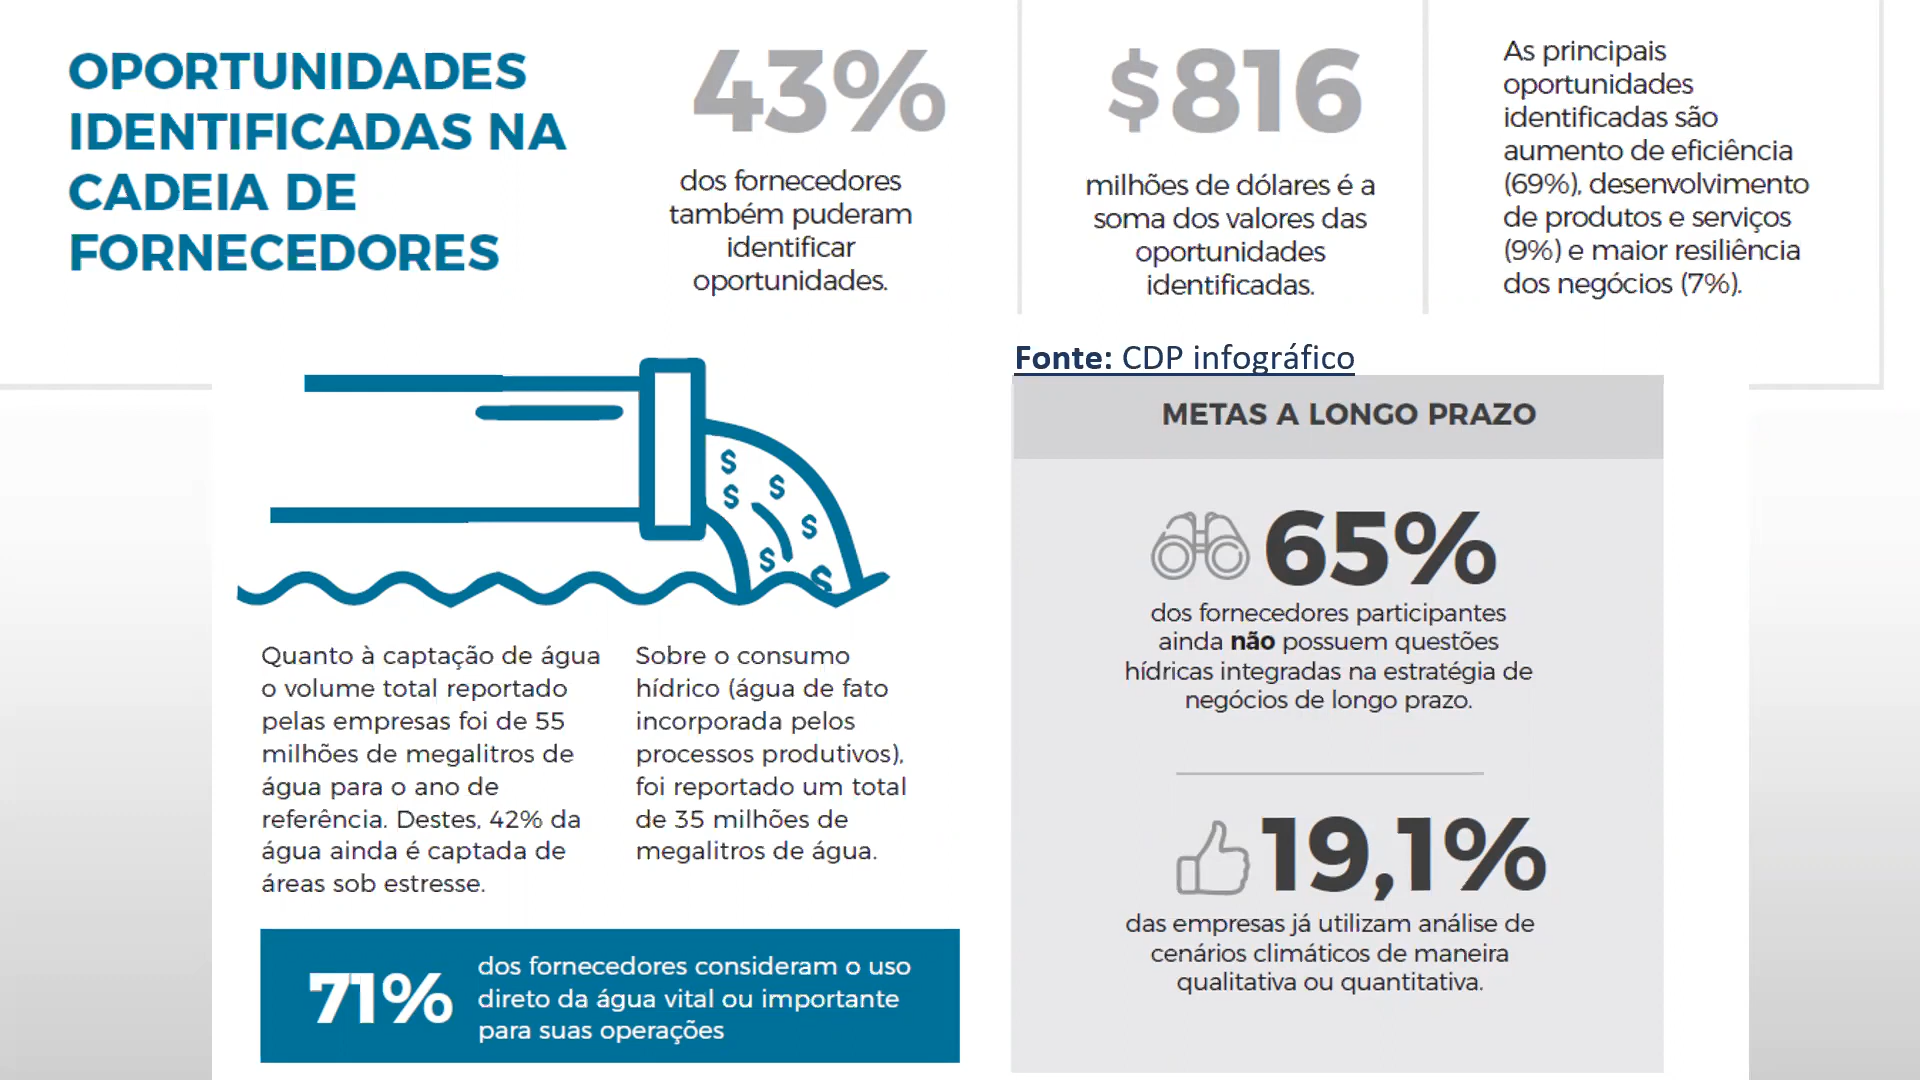 OPORTUNIDADES
IDENTIFICADAS NA
CADEIA DE
FORNECEDORES
43%
dos fornecedores
também puderam
identificar
oportunidades.
$816
milhões de dólares é a
soma dos valores das
oportunidades
identificadas.
As principais
oportunidades
identificadas são
aumento de eficiência
(69%), desenvolvimento
de produtos e serviços
(9%) e maior resiliência
dos negócios (7%).
Fonte: CDP infográfico
$
$
$
$
$
$
Quanto à captação de água
o volume total reportado
pelas empresas foi de 55
milhões de megalitros de
água para o ano de
referência. Destes, 42% da
água ainda é captada de
áreas sob estresse.
Sobre o consumo
hídrico (água de fato
incorporada pelos
processos produtivos),
foi reportado um total
de 35 milhões de
megalitros de água.
71%
dos fornecedores consideram o uso
direto da água vital ou importante
para suas operações
METAS A LONGO PRAZO
65%
dos fornecedores participantes
ainda não possuem questões
hídricas integradas na estratégia de
negócios de longo prazo.
19,1%
das empresas já utilizam análise de
cenários climáticos de maneira
qualitativa ou quantitativa.